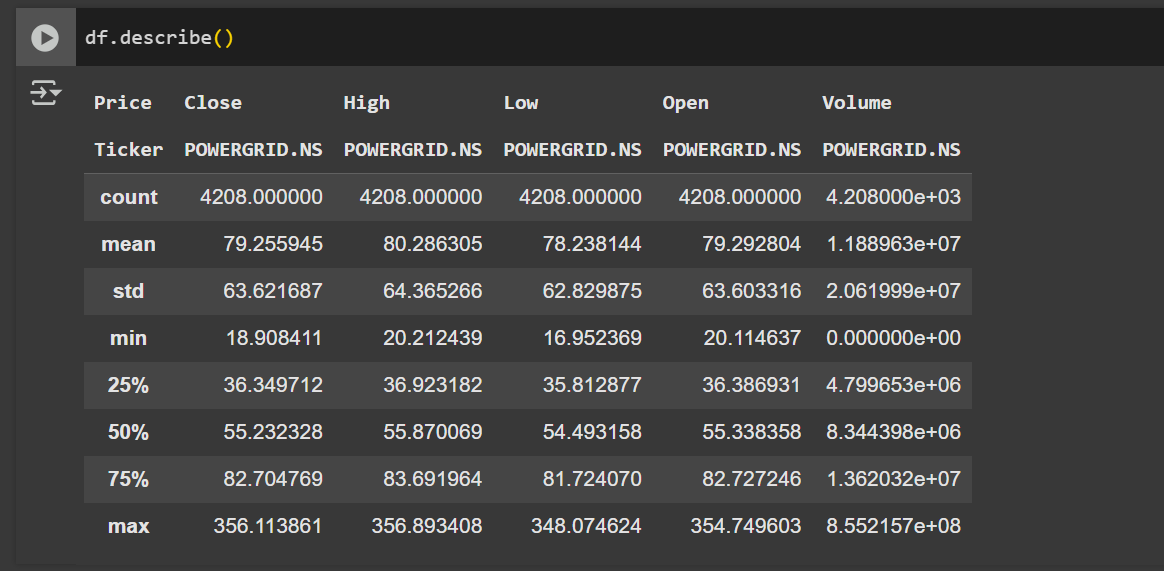 df.describe()
Price Close High Low Open Volume
Ticker POWERGRID.NS POWERGRID.NS POWERGRID.NS POWERGRID.NS POWERGRID.NS
count 4208.000000 4208.000000 4208.000000 4208.000000 4.208000e+03
mean 79.255945 80.286305 78.238144 79.292804 1.188963e+07
std 63.621687 64.365266 62.829875 63.603316 2.061999e+07
min 18.908411 20.212439 16.952369 20.114637 0.000000e+00
25% 36.349712 36.923182 35.812877 36.386931 4.799653e+06
50% 55.232328 55.870069 54.493158 55.338358 8.344398e+06
75% 82.704769 83.691964 81.724070 82.727246 1.362032e+07
max 356.113861 356.893408 348.074624 354.749603 8.552157e+08